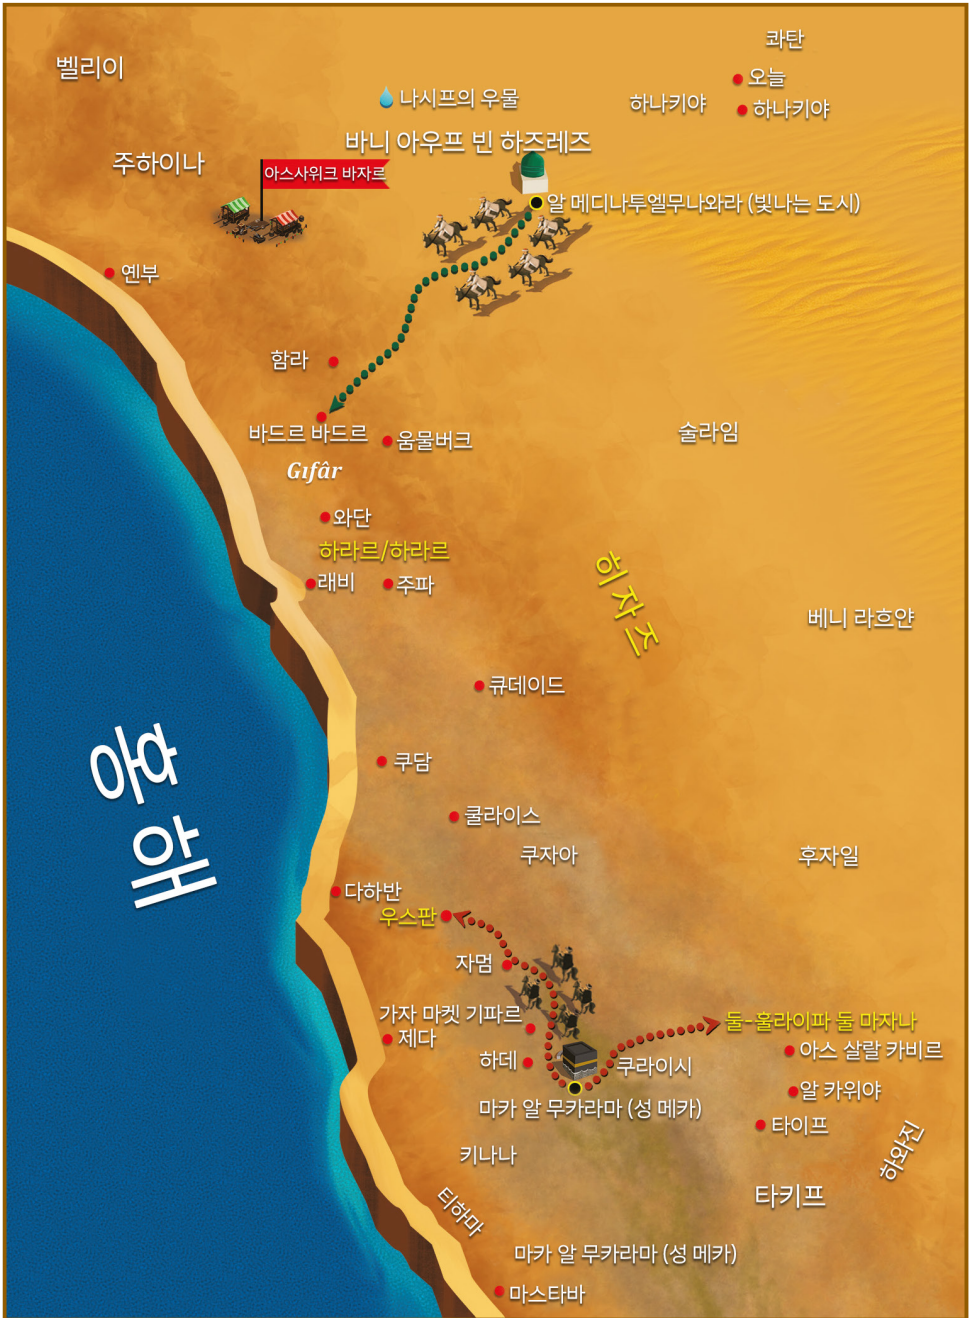 콰탄
벨리이
오늘
나시프의 우물
하나키야
하나키야
바니 아우프 빈 하즈레즈
주하이나
아스사위크 바자르
알 메디나투엘무나와라 (빛나는 도시)
옌부
함라
바드르 바드르
움물버크
술라임
Gıfâr
와단
하라르/하라르
래비
주파
히자즈
베니 라흐얀
큐데이드
홍해
쿠담
쿨라이스
쿠자아
후자일
다하반
우스판
자멈
가자 마켓 기파르
둘-훌라이파 둘 마자나
제다
아스 살랄 카비르
하데
쿠라이시
알 카위야
마카 알 무카라마 (성 메카)
타이프
하와진
키나나
타키프
티하마
마카 알 무카라마 (성 메카)
마스타바